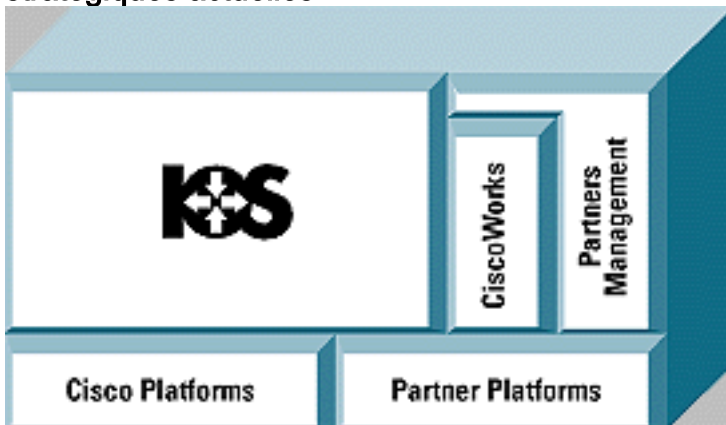 IOS
CiscoWorks
Partners
Management
Cisco Platforms
Partner Platforms